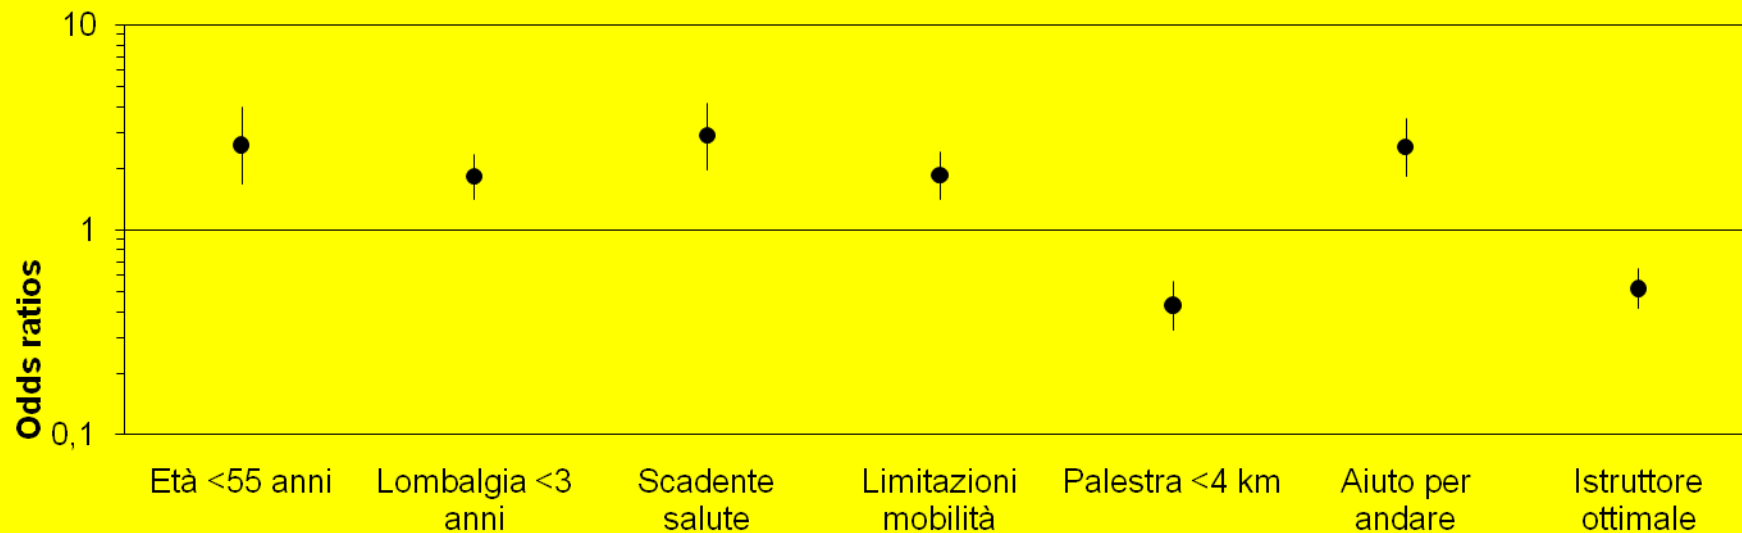 10
1
0,1
Odds ratios
Età <55 anni
Lombalgia <3
anni
Scadente
salute
Limitazioni
mobilità
Palestra <4 km
Aiuto per
andare
Istruttore
ottimale